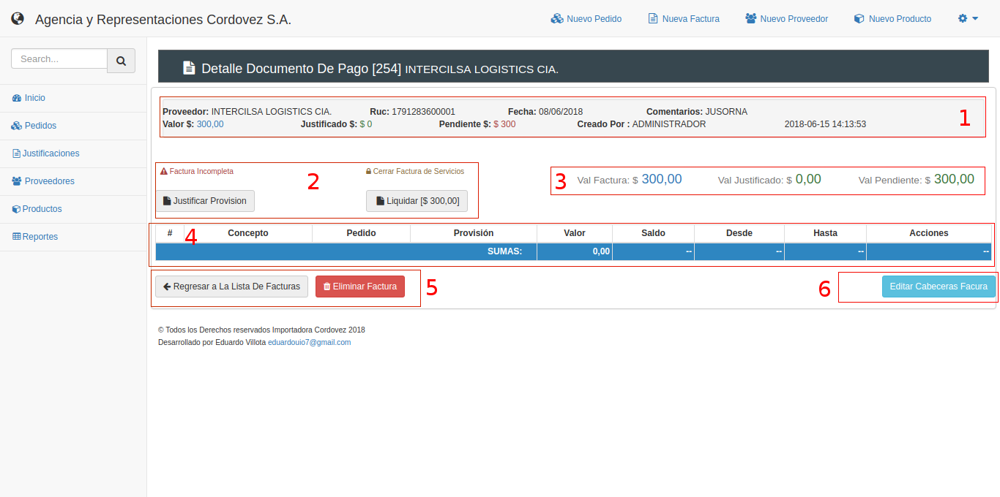 Agencia y Representaciones Cordovez S.A.
Nuevo Pedido Nueva Factura Nuevo Proveedor Nuevo Producto
Search...
Inicio
Pedidos
Justificaciones
Proveedores
Productos
Reportes
Detalle Documento De Pago [254] INTERCILSA LOGISTICS CIA.
Proveedor: INTERCILSA LOGISTICS CIA. Ruc: 1791283600001 Fecha: 08/06/2018 Comentarios: JUSORNA
1
Valor $: 300,00 Justificado $: $ 0 Pendiente $: $ 300 Creado Por : ADMINISTRADOR 2018-06-15 14:13:53
Factura Incompleta Cerrar Factura de Servicios
2
Justificar Provision Liquidar [$ 300,00]
3 Val Factura: $ 300,00 Val Justificado: $ 0,00 Val Pendiente: $ 300,00
# Concepto Pedido Provisión Valor Saldo Desde Hasta Acciones
4
SUMAS: 0,00 -- -- -- --
Regresar a La Lista De Facturas Eliminar Factura 5
6 Editar Cabeceras Facura
© Todos los Derechos reservados Importadora Cordovez 2018
Desarrollado por Eduardo Villota eduardouio7@gmail.com